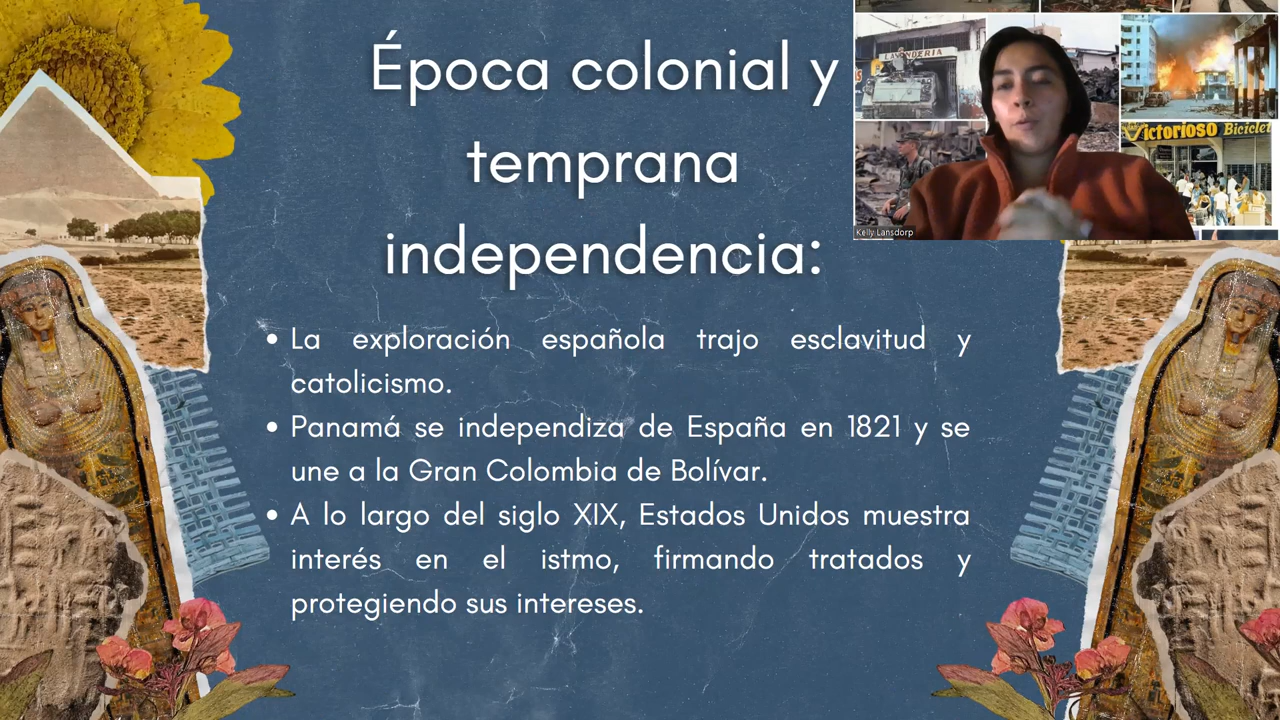 Época colonial y
temprana
independencia:
La exploración española trajo esclavitud y
catolicismo.
Panamá se independiza de España en 1821 y se
une a la Gran Colombia de Bolívar.
A lo largo del siglo XIX, Estados Unidos muestra
interés en el istmo, firmando tratados y
protegiendo sus intereses.
LAVANDERIA
Victorioso Biciclet
Kelly Lansdorp